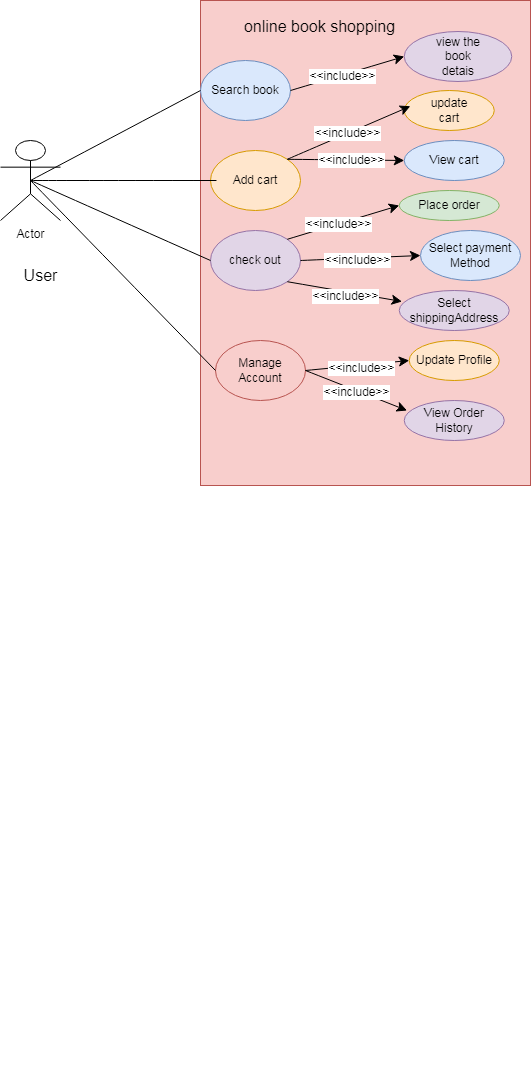 online book shopping
view the
book
detais
<<include>>
Search book
update
cart
<<include>>
<<include>>
View cart
Add cart
Place order
<<include>>
Actor
User
check out
<<include>>
Select payment
Method
<<include>>
Select
shippingAddress
Manage
Account
<<include>>
Update Profile
<<include>>
View Order
History